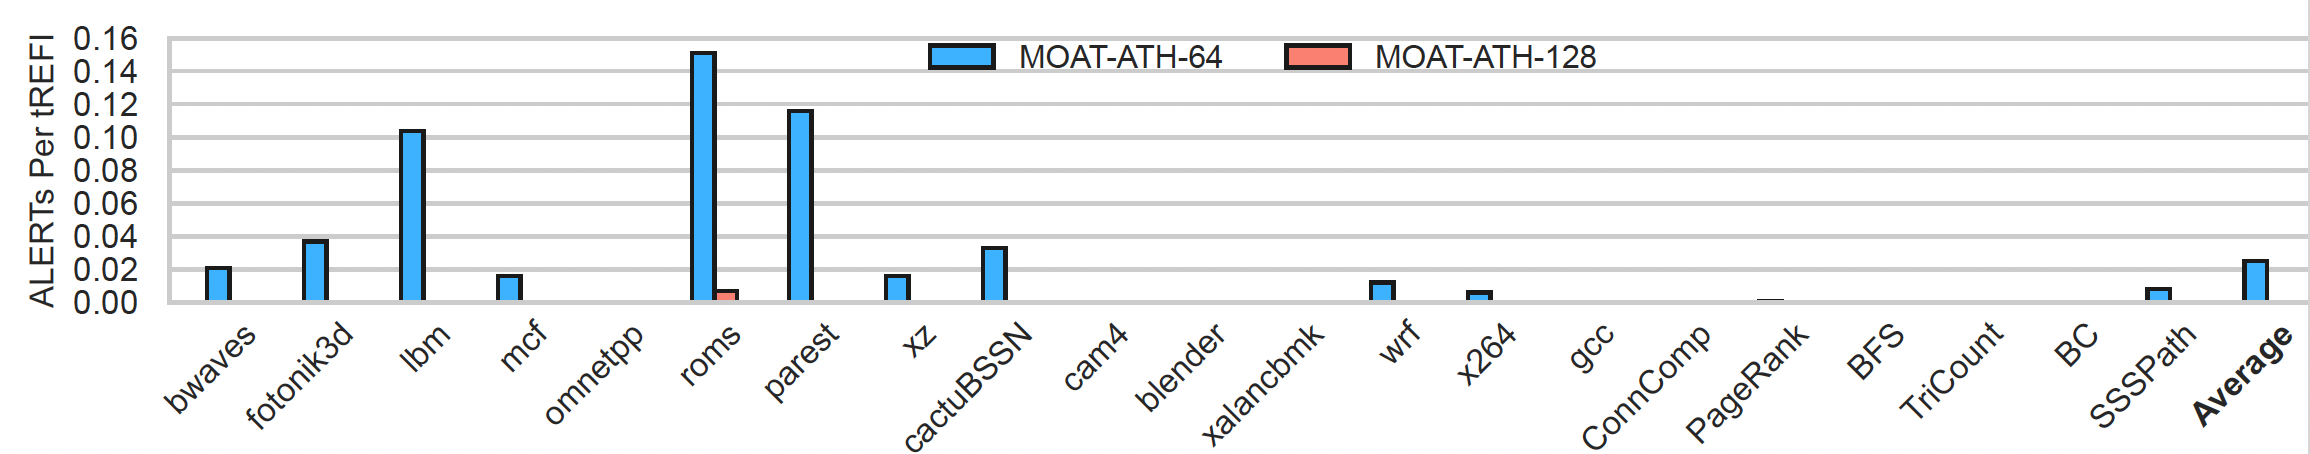 ALERTs Per tREFI
0.16
0.14
0.12
0.10
0.08
0.06
0.04
0.02
0.00
MOAT-ATH-64
MOAT-ATH-128
bwaves
fotonik3d
lbm
mcf
omnetpp
roms
parest
xz
cactuBSSN
cam4
blender
xalancbmk
wrf
x264
gcc
ConnComp
PageRank
BFS
TriCount
BC
SSSPath
Average